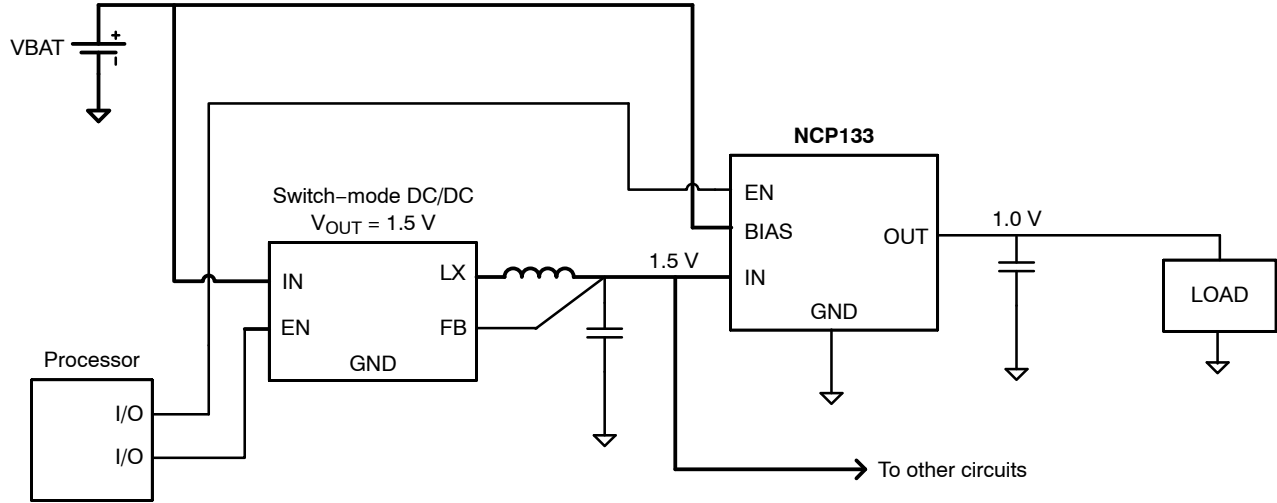 VBAT
+
Switch−mode DC/DC
VOUT = 1.5 V
IN
EN
LX
FB
GND
Processor
I/O
I/O
1.5 V
NCP133
EN
BIAS
IN
OUT
GND
1.0 V
LOAD
To other circuits